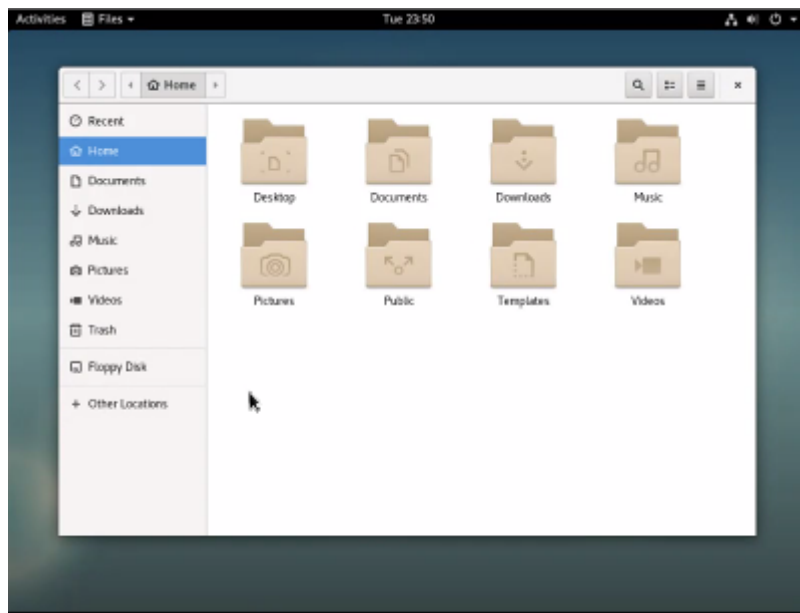 Activities Files Tue 23:50
Home
Recent
Home
Documents
Downloads
Music
Pictures
Videos
Trash
Floppy Disk
Other Locations
Desktop Documents Downloads Music
Pictures Public Templates Videos